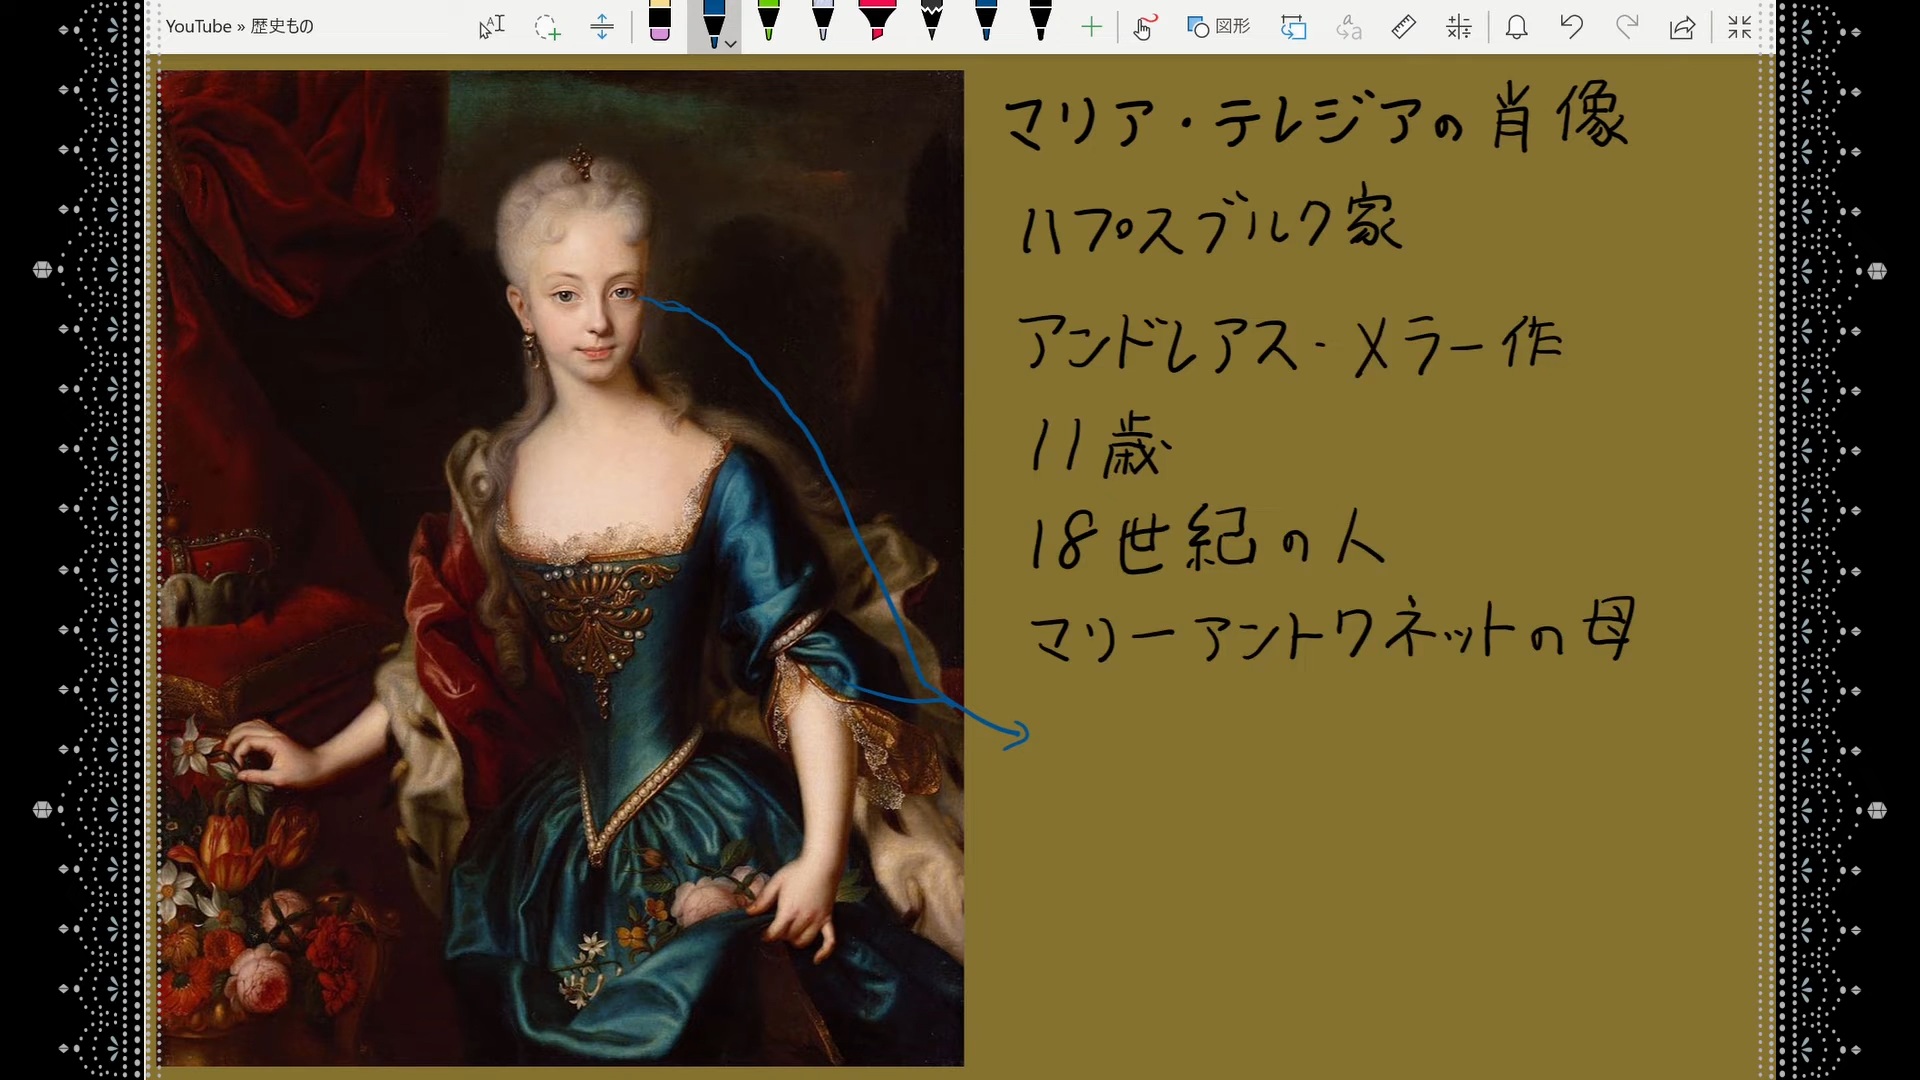 YouTube » 歴史もの
図形
マリア・テレジアの肖像
ハプスブルク家
アンドレアス・メラー作
11歳
18世紀の人
マリーアントワネットの母